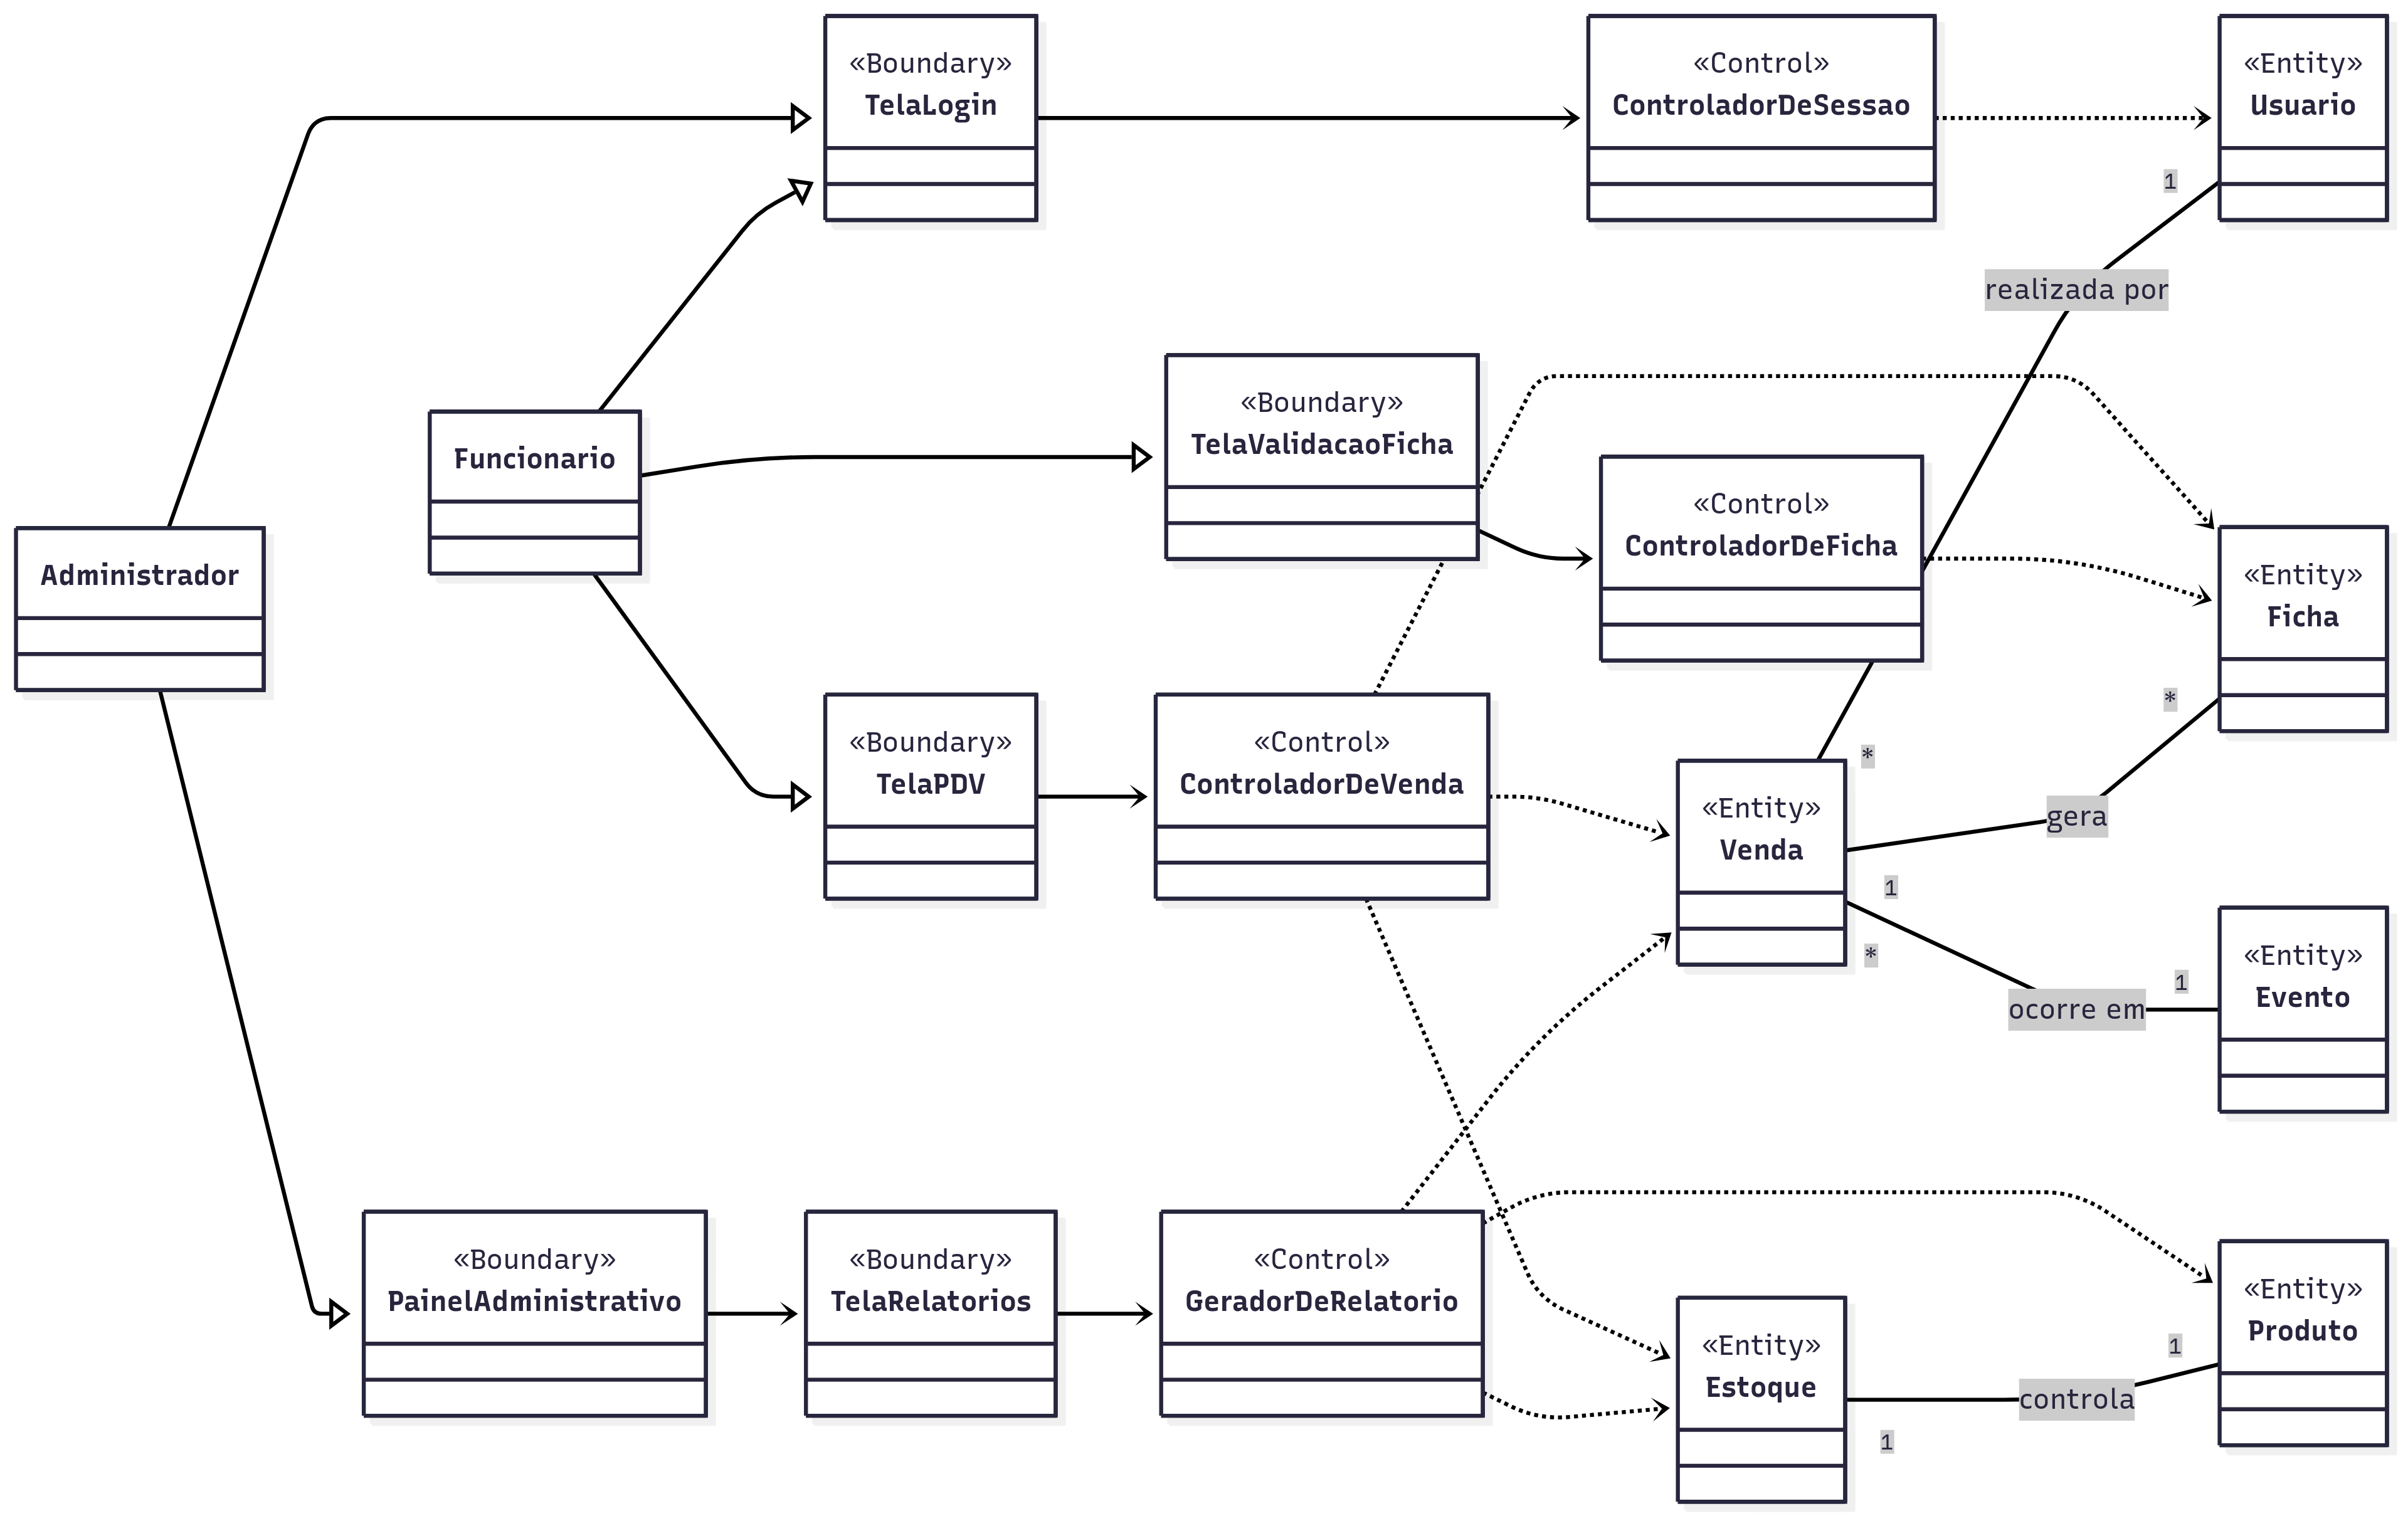 «Boundary»
TelaLogin
«Control»
ControladorDeSessao
«Entity»
Usuario
1
realizada por
«Boundary»
TelaValidacaoFicha
Funcionario
«Control»
ControladorDeFicha
Administrador
«Entity»
Ficha
*
«Boundary»
TelaPDV
«Control»
ControladorDeVenda
*
«Entity»
Venda
gera
1
*
«Entity»
Evento
1
ocorre em
«Boundary»
PainelAdministrativo
«Boundary»
TelaRelatorios
«Control»
GeradorDeRelatorio
«Entity»
Produto
1
«Entity»
Estoque
controla
1